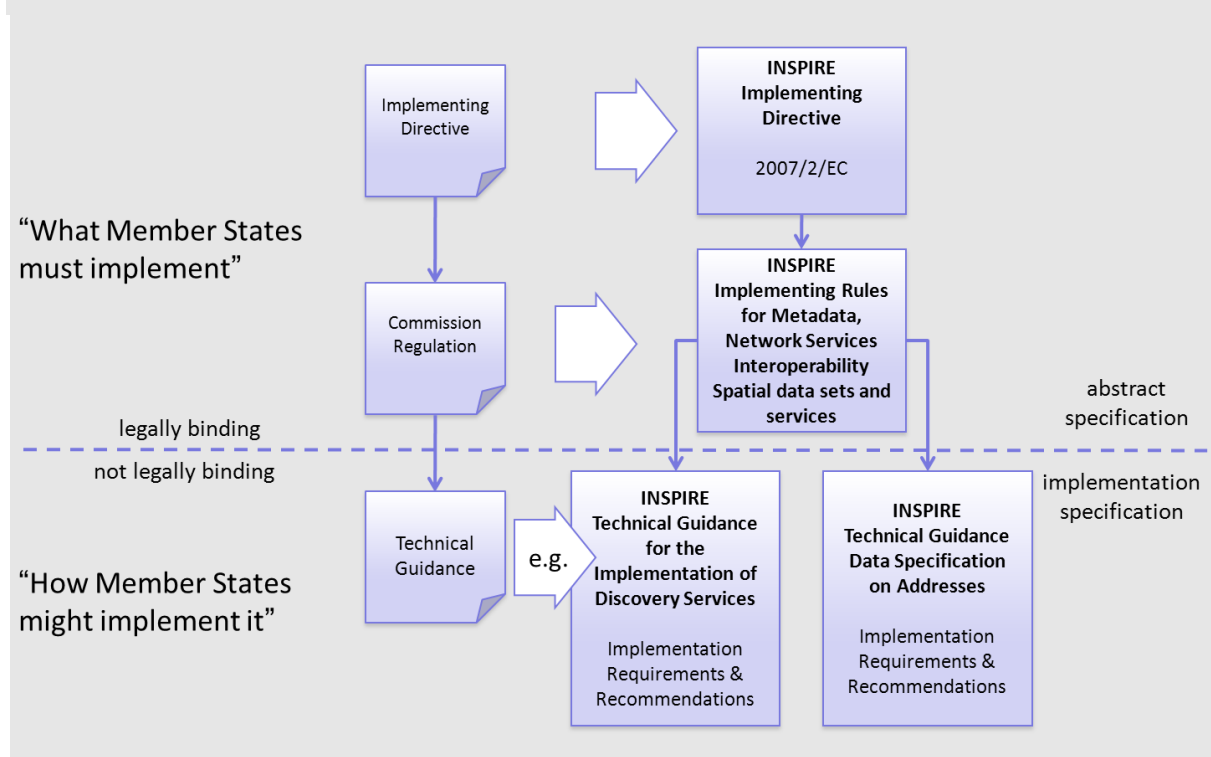 Implementing
Directive
INSPIRE
Implementing
Directive
2007/2/EC
“What Member States
must implement”
Commission
Regulation
INSPIRE
Implementing Rules
for Metadata,
Network Services
Interoperability
Spatial data sets and
services
abstract
specification
legally binding
not legally binding
implementation
specification
“How Member States
might implement it”
Technical
Guidance
e.g.
INSPIRE
Technical Guidance
for the
Implementation of
Discovery Services
Implementation
Requirements &
Recommendations
INSPIRE
Technical Guidance
Data Specification
on Addresses
Implementation
Requirements &
Recommendations